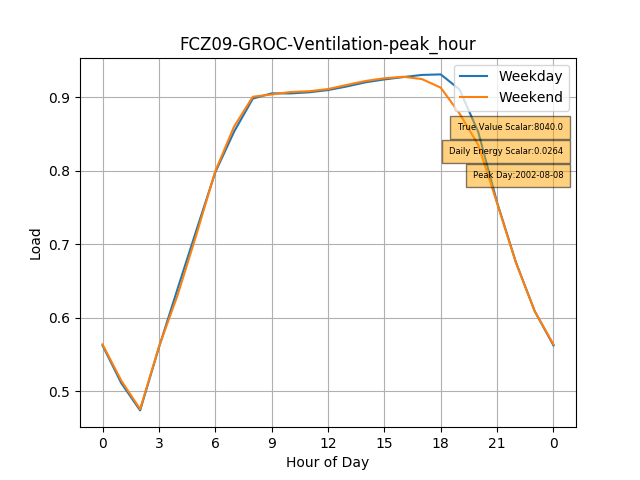 FCZ09-GROC-Ventilation-peak_hour
Weekday
Weekend
True Value Scalar:8040.0
Daily Energy Scalar:0.0264
Peak Day:2002-08-08
Load
0.9
0.8
0.7
0.6
0.5
0 3 6 9 12 15 18 21 0
Hour of Day